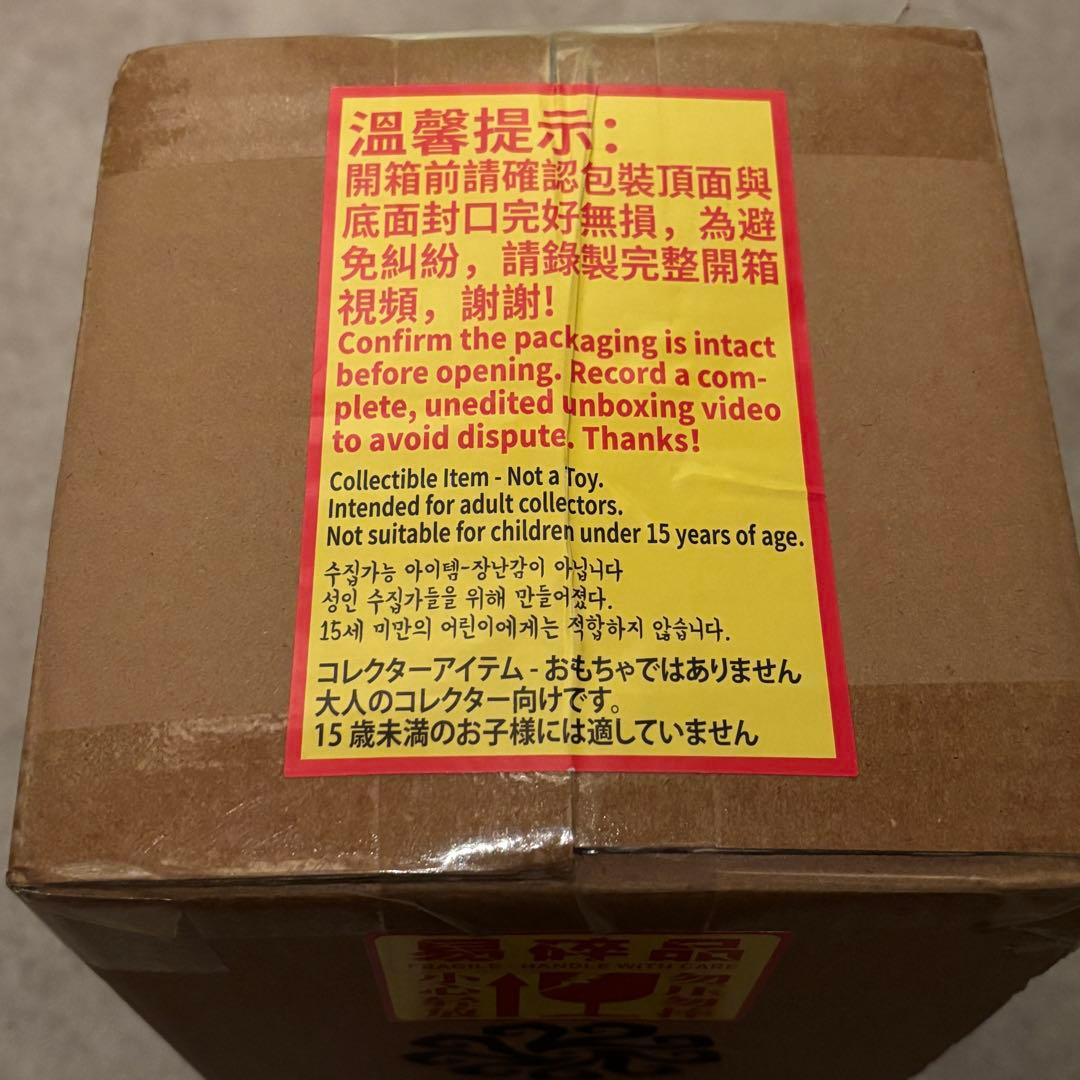 溫馨提示：
開箱前請確認包裝頂面與
底面封口完好無損，為避
免糾紛，請錄製完整開箱
視頻，謝謝！
Confirm the packaging is intact
before opening. Record a com-
plete, unedited unboxing video
to avoid dispute. Thanks!
Collectible Item - Not a Toy.
Intended for adult collectors.
Not suitable for children under 15 years of age.
수집가능 아이템-장난감이 아닙니다
성인 수집가들을 위해 만들어졌다.
15세 미만의 어린이에게는 적합하지 않습니다.
コレクターアイテム - おもちゃではありません
大人のコレクター向けです。
15 歳未満のお子様には適していません
易碎品
FRAGILE HANDLE WITH CARE
小心